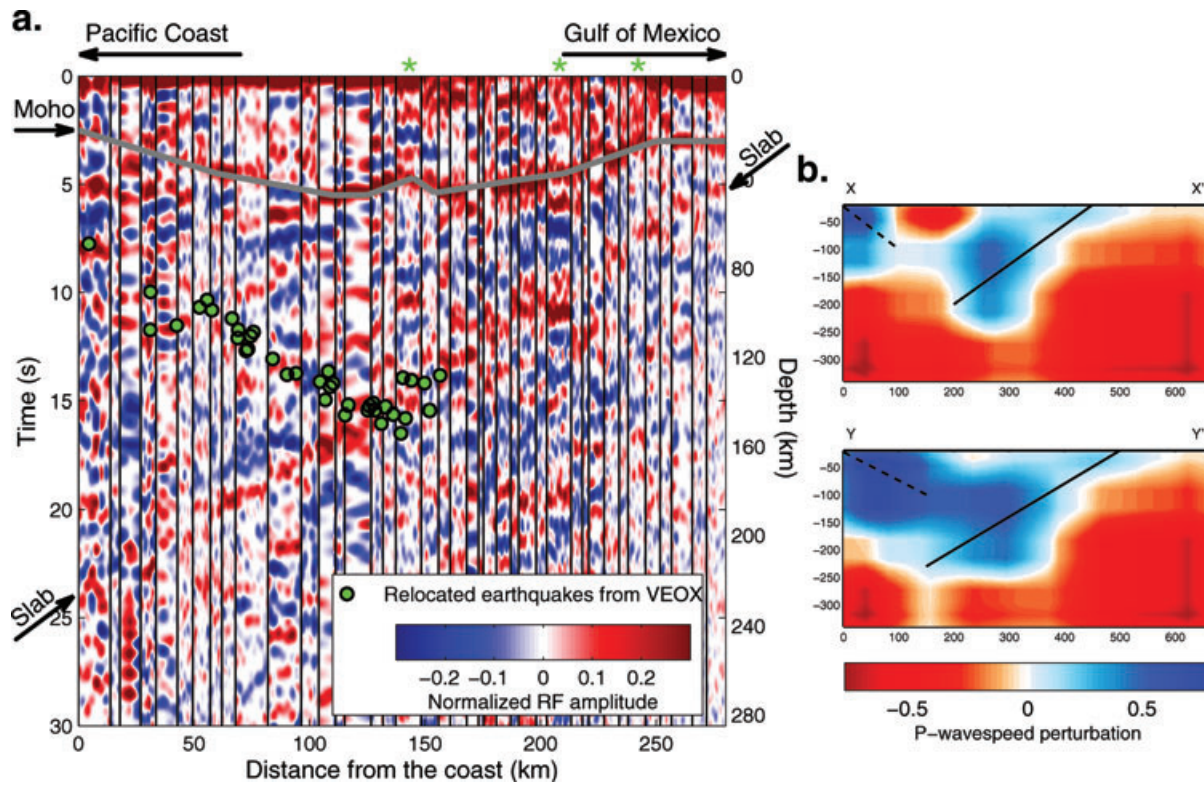 a.
Pacific Coast
Gulf of Mexico
* * *
0
0
Moho
Slab
5
10
80
120
15
160
20
200
Time (s)
Depth (km)
Slab
25
240
30
280
Relocated earthquakes from VEOX
−0.2 −0.1 0 0.1 0.2
Normalized RF amplitude
0 50 100 150 200 250
Distance from the coast (km)
b.
X X'
−50
−100
−150
−200
−250
−300
0 100 200 300 400 500 600
Y Y'
−50
−100
−150
−200
−250
−300
0 100 200 300 400 500 600
−0.5 0 0.5
P−wavespeed perturbation